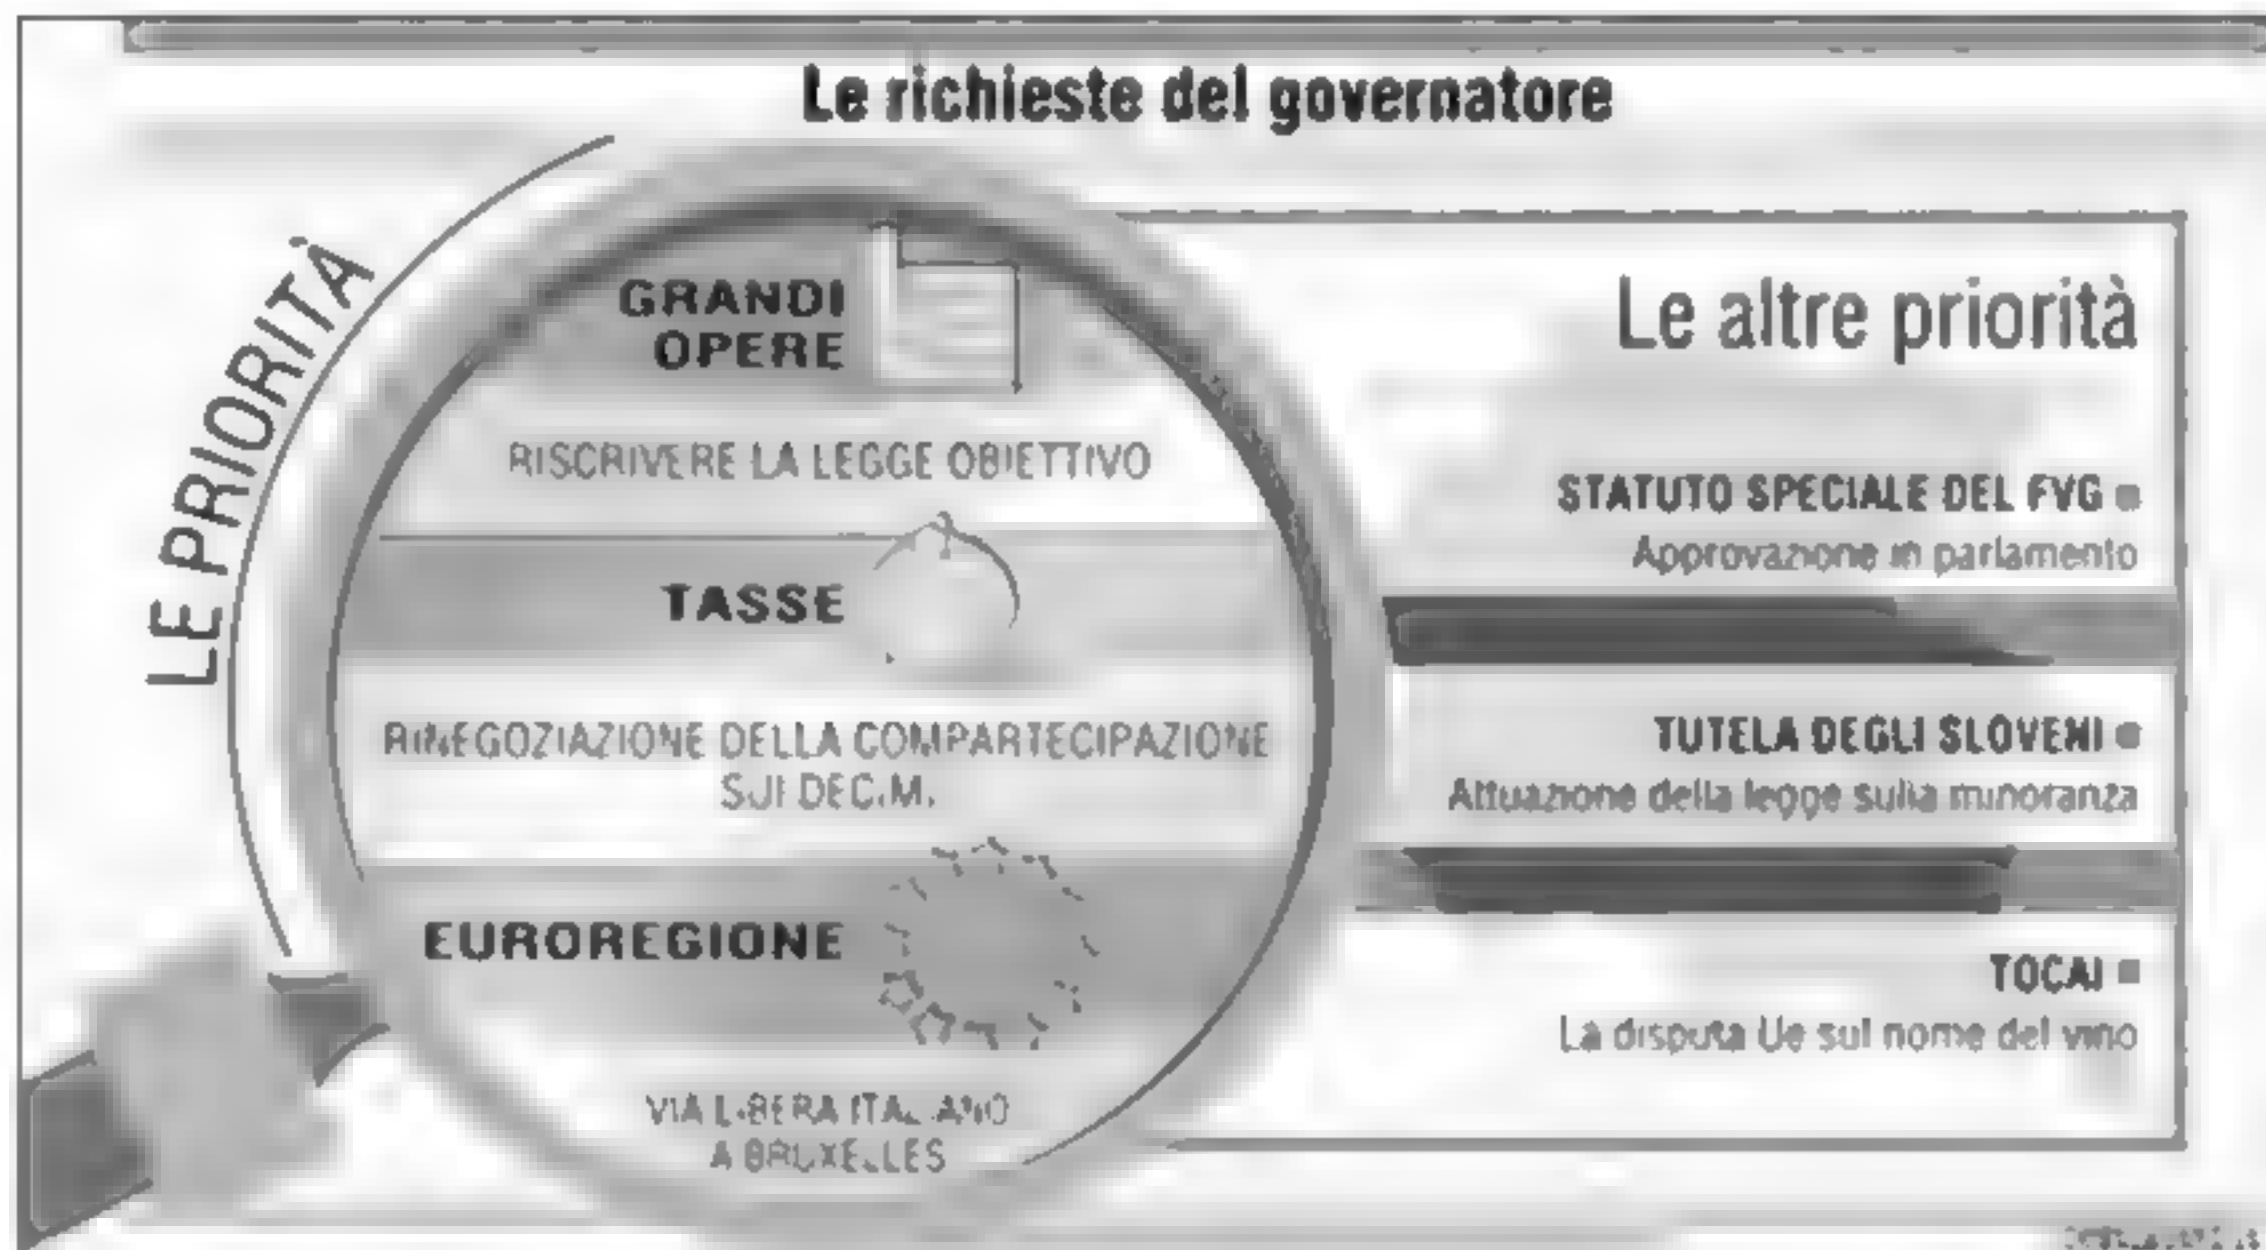 Le richieste del governatore
LE PRIORITÀ
GRANDI
OPERE
RISCRIVERE LA LEGGE OBIETTIVO
TASSE
RINEGOZIAZIONE DELLA COMPARTECIPAZIONE
SUI DECIMI
EUROREGIONE
VIA LIBERA ITALIANO
A BRUXELLES
Le altre priorità
STATUTO SPECIALE DEL FVG
Approvazione in parlamento
TUTELA DEGLI SLOVENI
Attuazione della legge sulla minoranza
TOCAI
La disputa Ue sul nome del vino